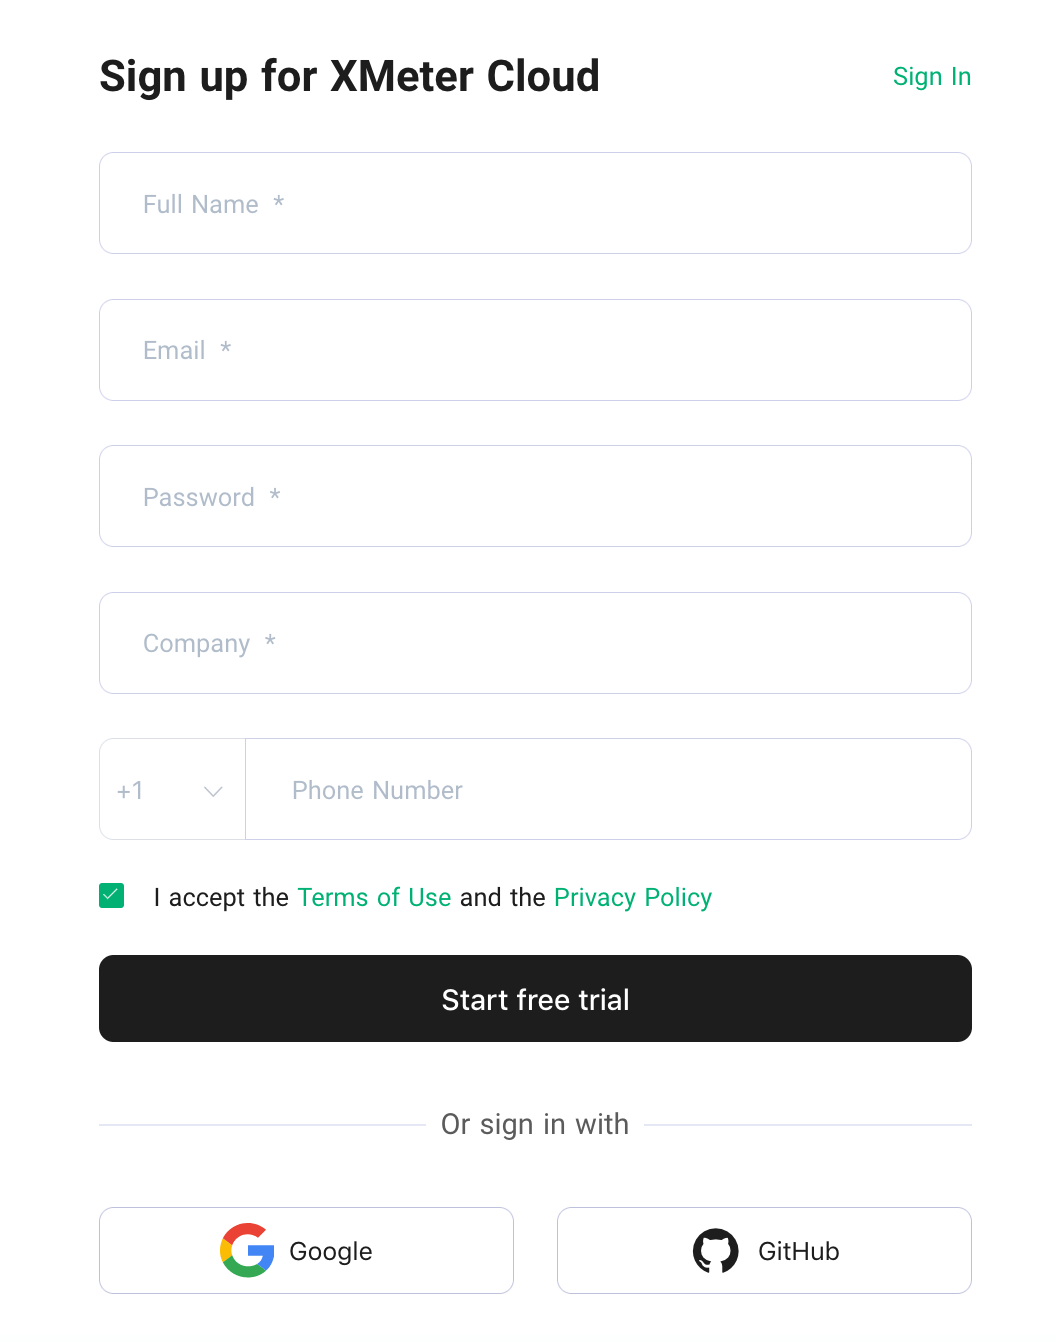 Sign up for XMeter Cloud
Sign In
Full Name *
Email *
Password *
Company *
+1 Phone Number
I accept the Terms of Use and the Privacy Policy
Start free trial
Or sign in with
Google
GitHub